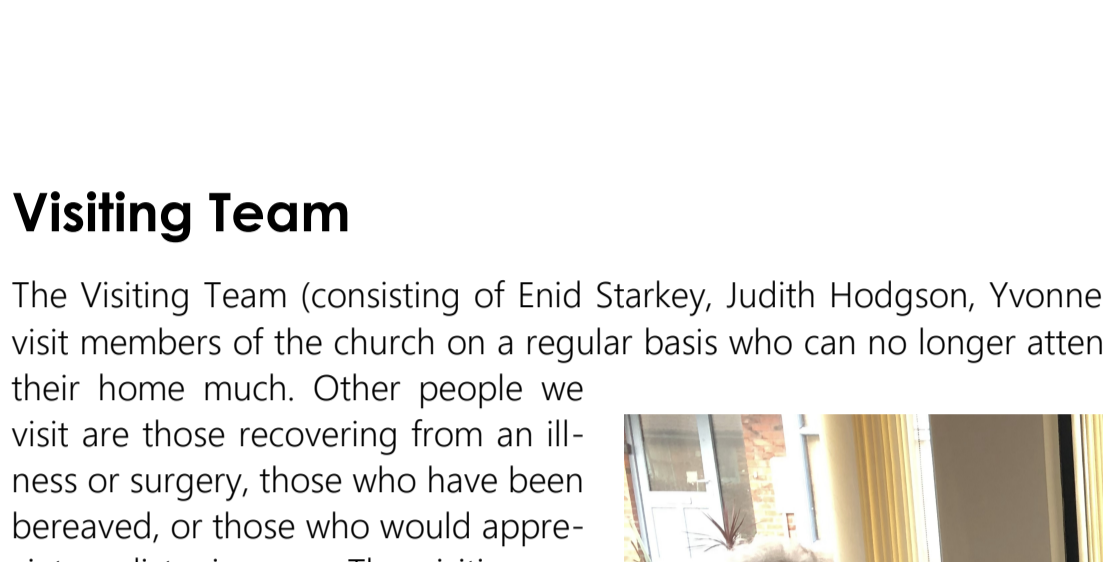 Visiting Team
The Visiting Team (consisting of Enid Starkey, Judith Hodgson, Yvonne
visit members of the church on a regular basis who can no longer atten
their home much. Other people we
visit are those recovering from an ill-
ness or surgery, those who have been
bereaved, or those who would appre-